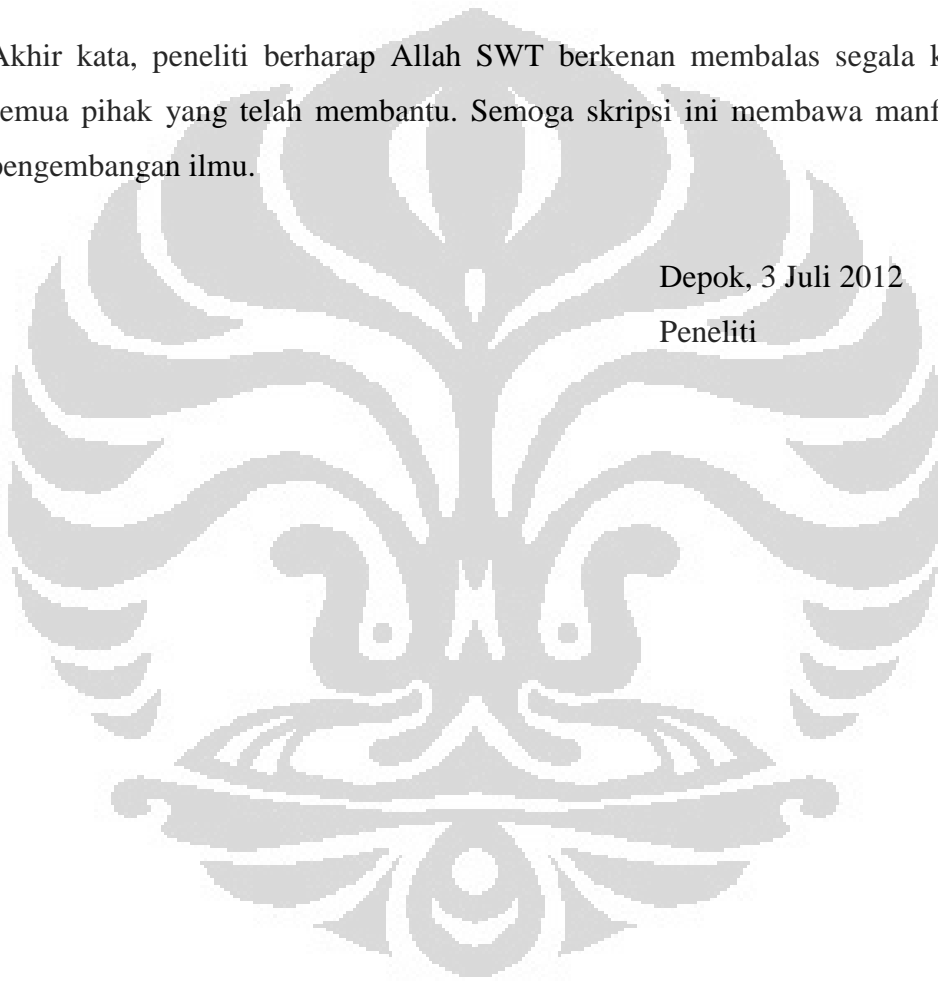 Akhir kata, peneliti berharap Allah SWT berkenan membalas segala
semua pihak yang telah membantu. Semoga skripsi ini membawa
pengembangan ilmu.
Depok, 3 Juli 2012
Peneliti